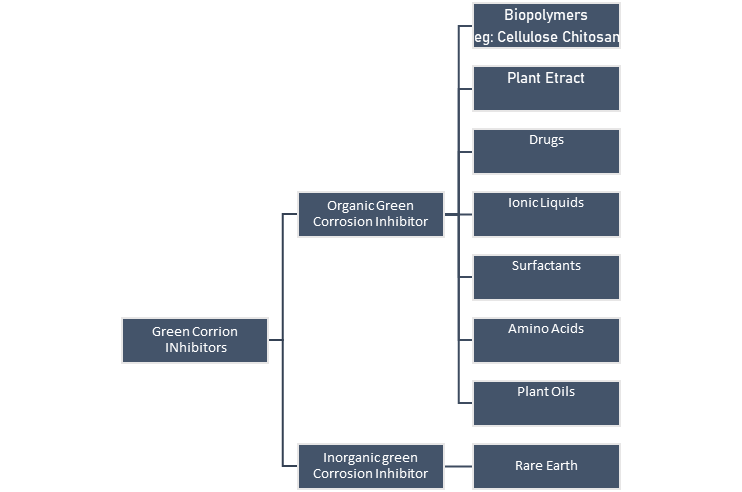 Biopolymers
eg: Cellulose Chitosan
Plant Etract
Drugs
Organic Green
Corrosion Inhibitor
Ionic Liquids
Surfactants
Green Corrion
INhibitors
Amino Acids
Plant Oils
Inorganic green
Corrosion Inhibitor
Rare Earth